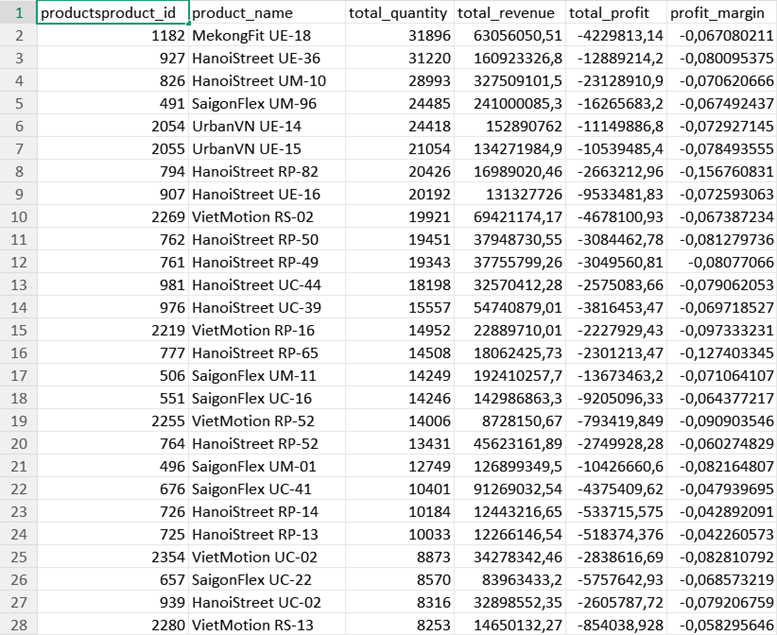 1 productsproduct_id product_name total_quantity total_revenue total_profit profit_margin
2 1182 MekongFit UE-18 31896 63056050,51 -4229813,14 -0,067080211
3 927 HanoiStreet UE-36 31220 160923326,8 -12889214,2 -0,080095375
4 826 HanoiStreet UM-10 28993 327509101,5 -23128910,9 -0,070620666
5 491 SaigonFlex UM-96 24485 241000085,3 -16265683,2 -0,067492437
6 2054 UrbanVN UE-14 24418 152890762 -11149886,8 -0,072927145
7 2055 UrbanVN UE-15 21054 134271984,9 -10539485,4 -0,078493555
8 794 HanoiStreet RP-82 20426 16989020,46 -2663212,96 -0,156760831
9 907 HanoiStreet UE-16 20192 131327726 -9533481,83 -0,072593063
10 2269 VietMotion RS-02 19921 69421174,17 -4678100,93 -0,067387234
11 762 HanoiStreet RP-50 19451 37948730,55 -3084462,78 -0,081279736
12 761 HanoiStreet RP-49 19343 37755799,26 -3049560,81 -0,08077066
13 981 HanoiStreet UC-44 18198 32570412,28 -2575083,66 -0,079062053
14 976 HanoiStreet UC-39 15557 54740879,01 -3816453,47 -0,069718527
15 2219 VietMotion RP-16 14952 22889710,01 -2227929,43 -0,097333231
16 777 HanoiStreet RP-65 14508 18062425,73 -2301213,47 -0,127403345
17 506 SaigonFlex UM-11 14249 192410257,7 -13673463,2 -0,071064107
18 551 SaigonFlex UC-16 14246 142986863,3 -9205096,33 -0,064377217
19 2255 VietMotion RP-52 14006 8728150,67 -793419,849 -0,090903546
20 764 HanoiStreet RP-52 13431 45623161,89 -2749928,28 -0,060274829
21 496 SaigonFlex UM-01 12749 126899349,5 -10426660,6 -0,082164807
22 676 SaigonFlex UC-41 10401 91269032,54 -4375409,62 -0,047939695
23 726 HanoiStreet RP-14 10184 12443216,65 -533715,575 -0,042892091
24 725 HanoiStreet RP-13 10033 12266146,54 -518374,376 -0,042260573
25 2354 VietMotion UC-02 8873 34278342,46 -2838616,69 -0,082810792
26 657 SaigonFlex UC-22 8570 83963433,2 -5757642,93 -0,068573219
27 939 HanoiStreet UC-02 8316 32898552,35 -2605787,72 -0,079206759
28 2280 VietMotion RS-13 8253 14650132,27 -854038,928 -0,058295646